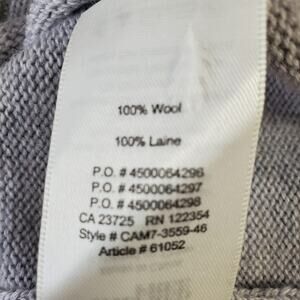 100% Wool
100% Laine
P.O. # 4500064296
P.O. # 4500064297
P.O. # 4500064298
CA 23725 RN 122354
Style # CAM7-3559-46
Article # 61052